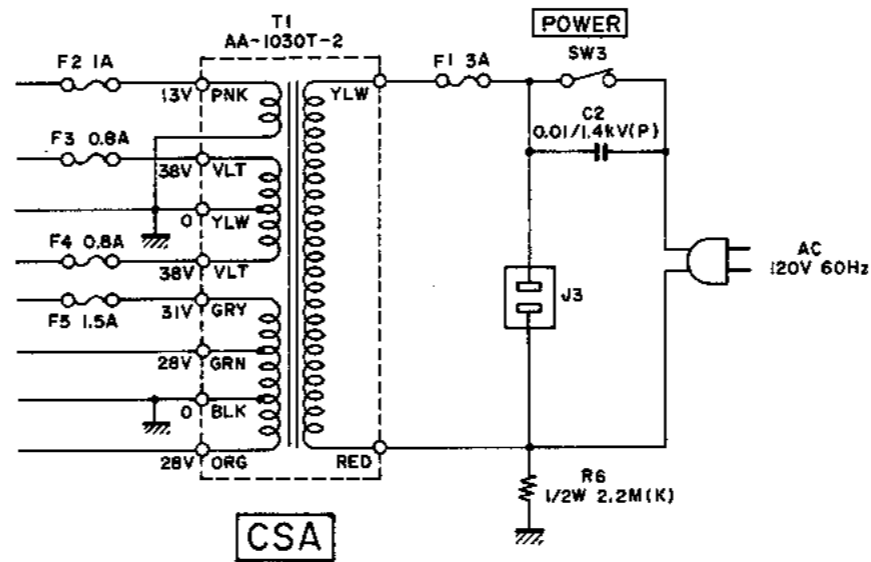 T1
AA-1030T-2
POWER
SW3
F2 1A
F1 3A
13V PNK
YLW
C2
0.01/1.4kV(P)
F3 0.8A
38V VLT
0 YLW
F4 0.8A
38V VLT
AC
120V 60Hz
J3
F5 1.5A
31V GRY
28V GRN
0 BLK
28V ORG
RED
R6
1/2W 2.2M(K)
CSA